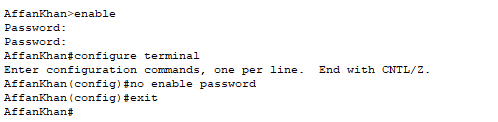 AffanKhan>enable
Password:
Password:
AffanKhan#configure terminal
Enter configuration commands, one per line.  End with CNTL/Z.
AffanKhan(config)#no enable password
AffanKhan(config)#exit
AffanKhan#